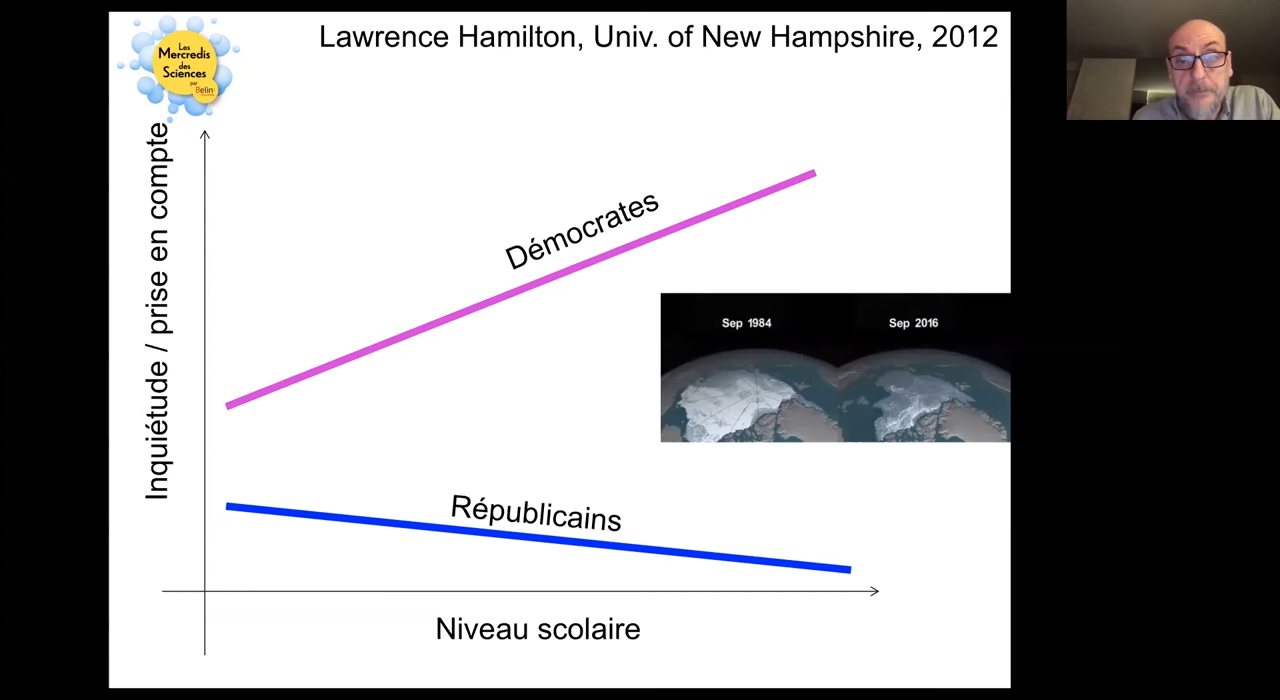 Lawrence Hamilton, Univ. of New Hampshire, 2012
Les
Mercredis
des
Sciences
par
Belin
Inquiétude / prise en compte
Démocrates
Sep 1984
Sep 2016
Républicains
Niveau scolaire